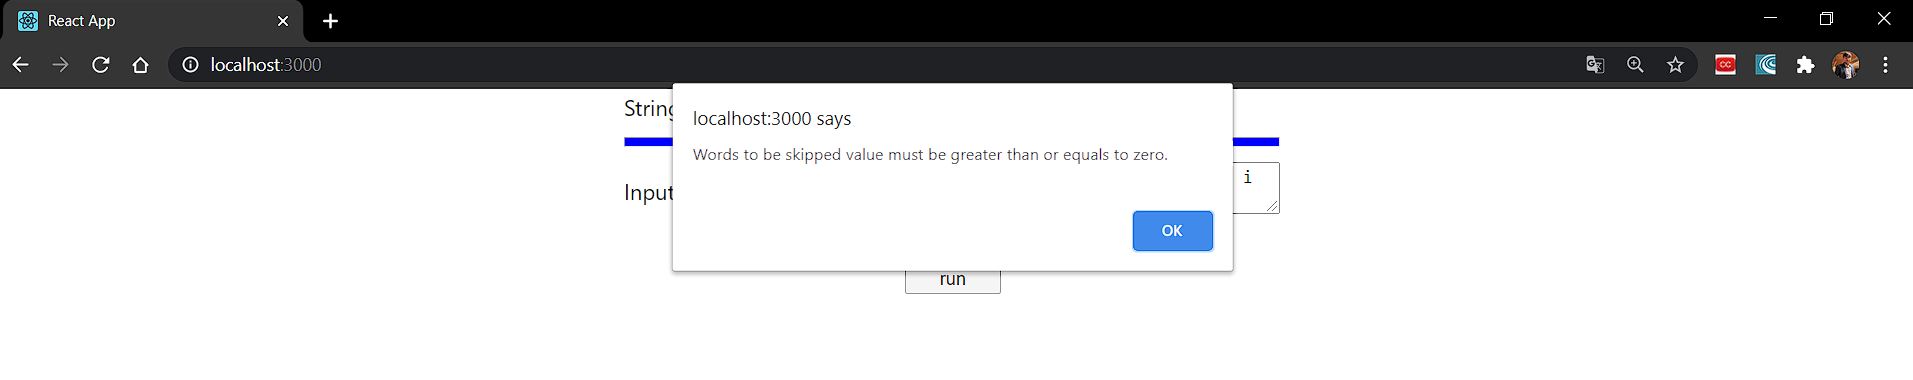 React App
localhost:3000
CC
String
localhost:3000 says
Words to be skipped value must be greater than or equals to zero.
Input
i
OK
run